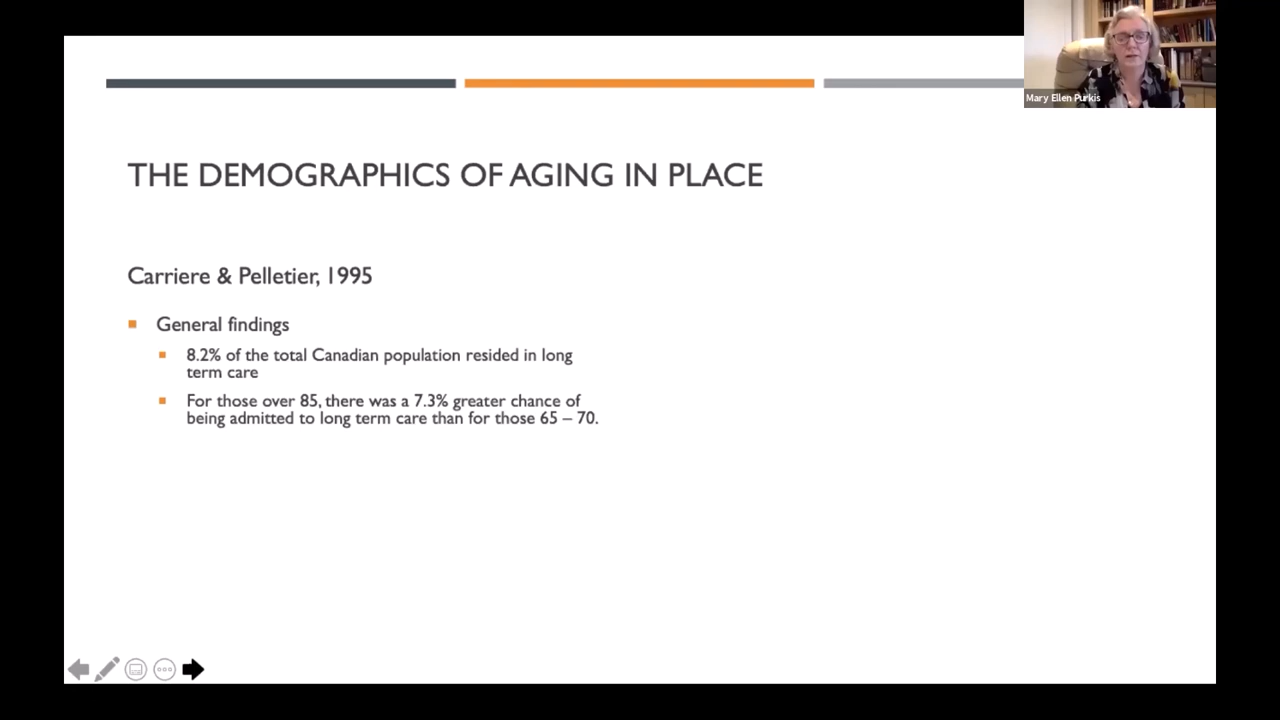 Mary Ellen Purkis
THE DEMOGRAPHICS OF AGING IN PLACE
Carriere & Pelletier, 1995
General findings
8.2% of the total Canadian population resided in long
term care
For those over 85, there was a 7.3% greater chance of
being admitted to long term care than for those 65 – 70.